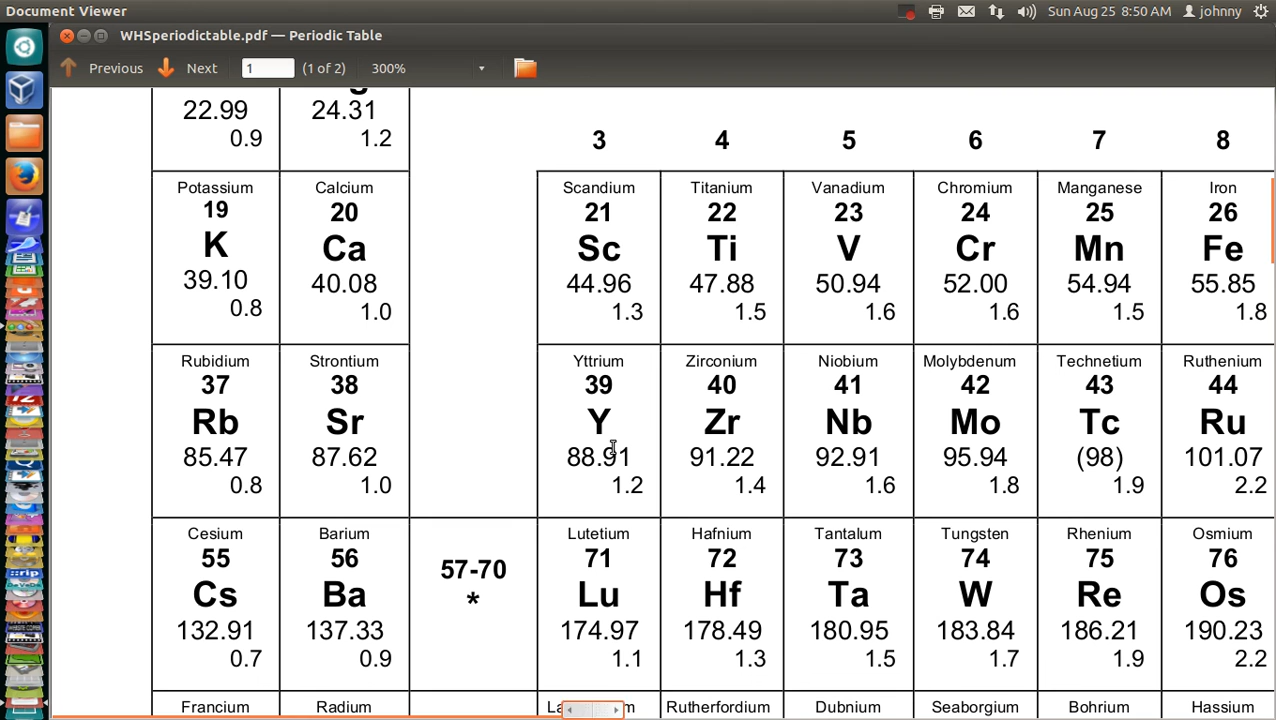 Document Viewer
Sun Aug 25 8:50 AM johnny
WHSperiodictable.pdf — Periodic Table
Previous Next 1 (1 of 2) 300%
22.99 24.31
0.9 1.2
3 4 5 6 7 8
Potassium Calcium Scandium Titanium Vanadium Chromium Manganese Iron
19 20 21 22 23 24 25 26
K Ca Sc Ti V Cr Mn Fe
39.10 40.08 44.96 47.88 50.94 52.00 54.94 55.85
0.8 1.0 1.3 1.5 1.6 1.6 1.5 1.8
Rubidium Strontium Yttrium Zirconium Niobium Molybdenum Technetium Ruthenium
37 38 39 40 41 42 43 44
Rb Sr Y Zr Nb Mo Tc Ru
85.47 87.62 88.91 91.22 92.91 95.94 (98) 101.07
0.8 1.0 1.2 1.4 1.6 1.8 1.9 2.2
Cesium Barium Lutetium Hafnium Tantalum Tungsten Rhenium Osmium
55 56 57-70 71 72 73 74 75 76
Cs Ba * Lu Hf Ta W Re Os
132.91 137.33 174.97 178.49 180.95 183.84 186.21 190.23
0.7 0.9 1.1 1.3 1.5 1.7 1.9 2.2
Francium Radium Rutherfordium Dubnium Seaborgium Bohrium Hassium